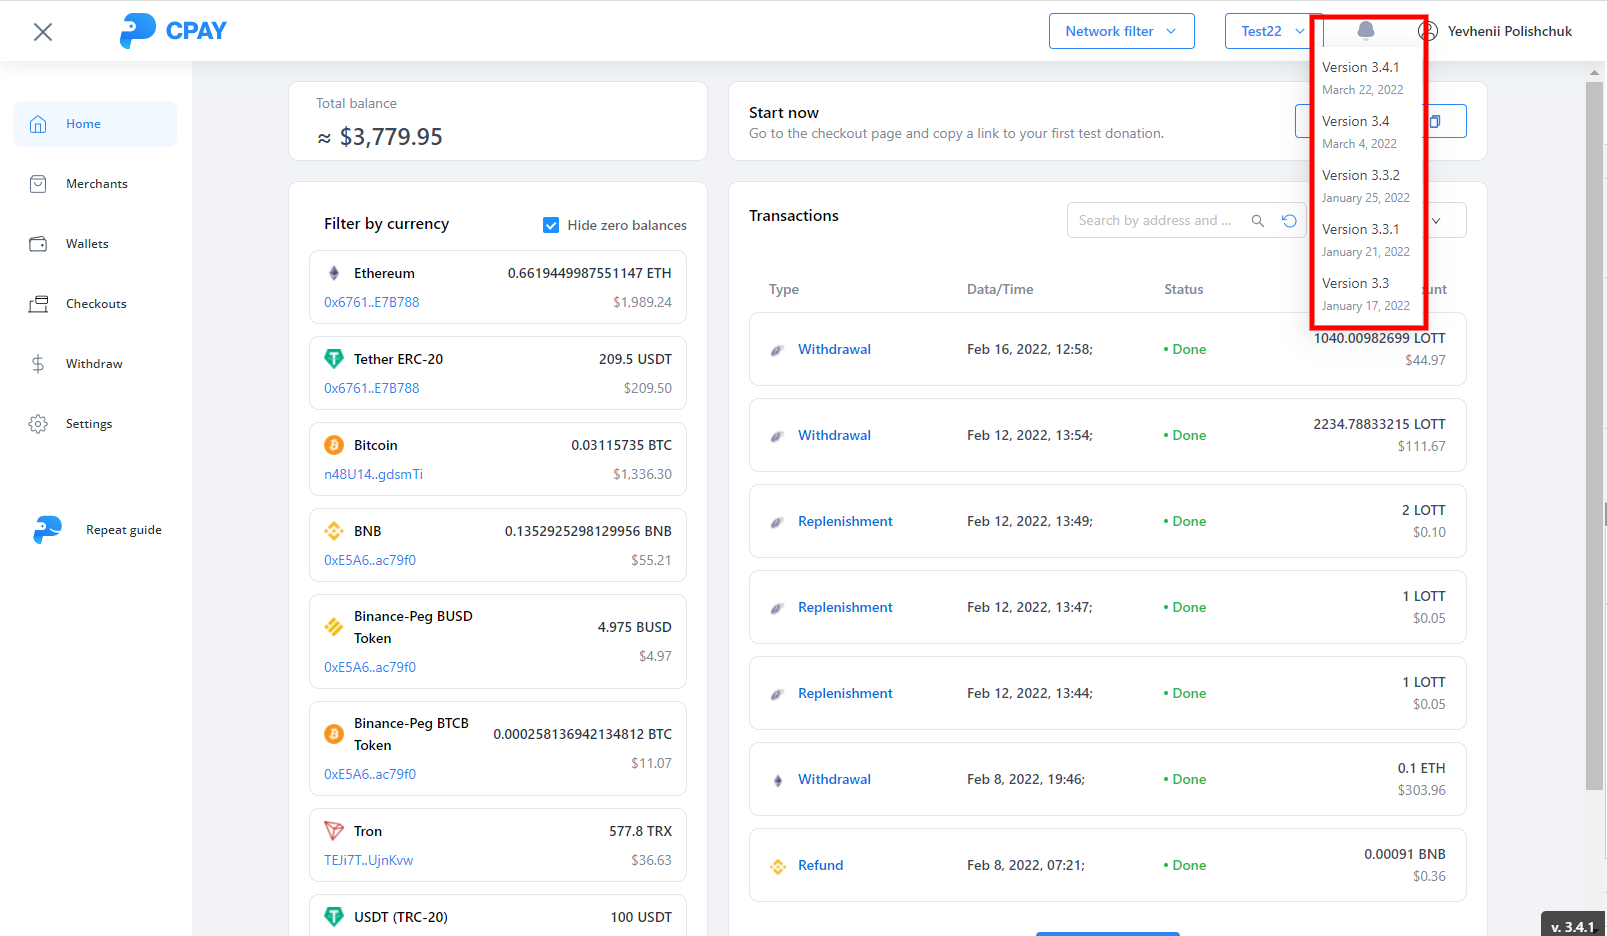 CPAY
Network filter
Test22
Yevhenii Polishchuk
Version 3.4.1
March 22, 2022
Version 3.4
March 4, 2022
Version 3.3.2
January 25, 2022
Version 3.3.1
January 21, 2022
Version 3.3
January 17, 2022
Home
Merchants
Wallets
Checkouts
Withdraw
Settings
Repeat guide
Total balance
≈ $3,779.95
Start now
Go to the checkout page and copy a link to your first test donation.
Filter by currency
Hide zero balances
Ethereum 0.6619449987551147 ETH
0x6761..E7B788 $1,989.24
Tether ERC-20 209.5 USDT
0x6761..E7B788 $209.50
Bitcoin 0.03115735 BTC
n48U14..gdsmTi $1,336.30
BNB 0.1352925298129956 BNB
0xE5A6..ac79f0 $55.21
Binance-Peg BUSD
Token
4.975 BUSD
0xE5A6..ac79f0 $4.97
Binance-Peg BTCB
Token
0.000258136942134812 BTC
0xE5A6..ac79f0 $11.07
Tron 577.8 TRX
TEJi7T..UjnKvw $36.63
USDT (TRC-20) 100 USDT
Transactions
Search by address and ...
Type Data/Time Status
Withdrawal Feb 16, 2022, 12:58; • Done 1040.00982699 LOTT
$44.97
Withdrawal Feb 12, 2022, 13:54; • Done 2234.78833215 LOTT
$111.67
Replenishment Feb 12, 2022, 13:49; • Done 2 LOTT
$0.10
Replenishment Feb 12, 2022, 13:47; • Done 1 LOTT
$0.05
Replenishment Feb 12, 2022, 13:44; • Done 1 LOTT
$0.05
Withdrawal Feb 8, 2022, 19:46; • Done 0.1 ETH
$303.96
Refund Feb 8, 2022, 07:21; • Done 0.00091 BNB
$0.36
v. 3.4.1